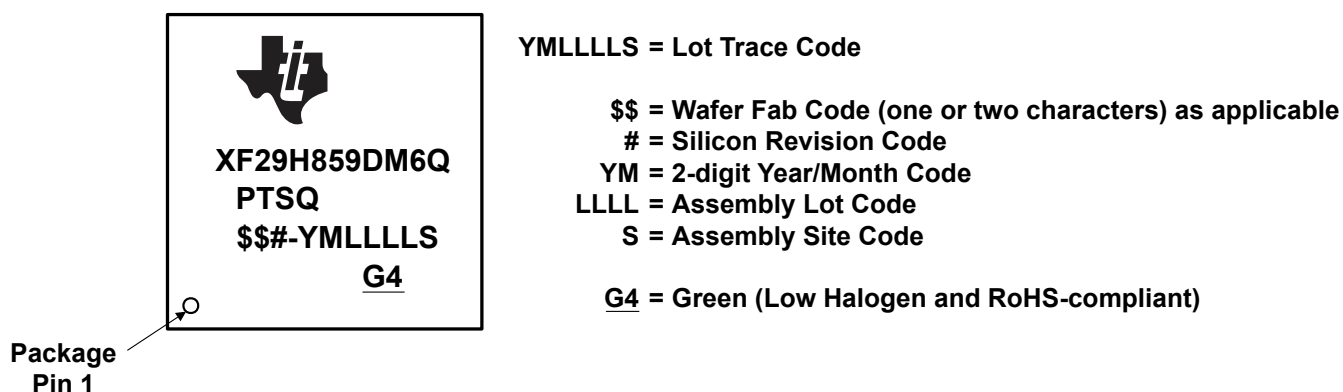 XF29H859DM6Q
PTSQ
$$#-YMLLLLS
G4
Package
Pin 1
YMLLLLS = Lot Trace Code
$$ = Wafer Fab Code (one or two characters) as applicable
# = Silicon Revision Code
YM = 2-digit Year/Month Code
LLLL = Assembly Lot Code
S = Assembly Site Code
G4 = Green (Low Halogen and RoHS-compliant)